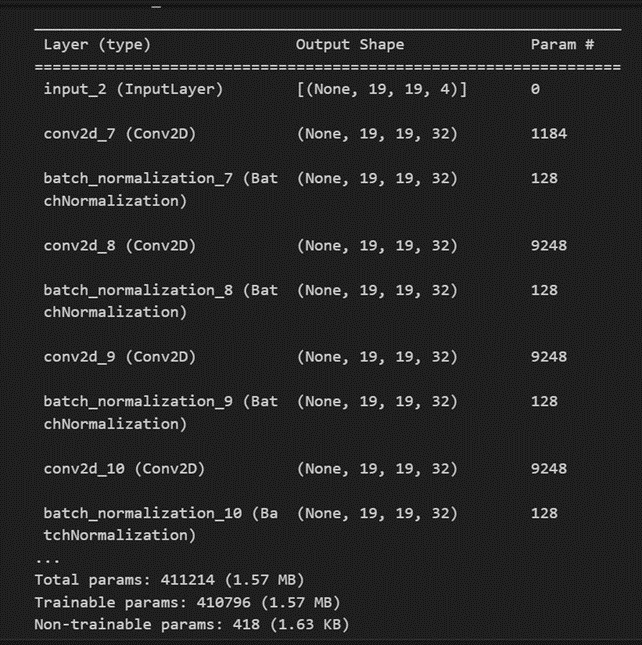 Layer (type) Output Shape Param #
=================================================================
input_2 (InputLayer) [(None, 19, 19, 4)] 0
conv2d_7 (Conv2D) (None, 19, 19, 32) 1184
batch_normalization_7 (Bat (None, 19, 19, 32) 128
chNormalization)
conv2d_8 (Conv2D) (None, 19, 19, 32) 9248
batch_normalization_8 (Bat (None, 19, 19, 32) 128
chNormalization)
conv2d_9 (Conv2D) (None, 19, 19, 32) 9248
batch_normalization_9 (Bat (None, 19, 19, 32) 128
chNormalization)
conv2d_10 (Conv2D) (None, 19, 19, 32) 9248
batch_normalization_10 (Ba (None, 19, 19, 32) 128
tchNormalization)
...
Total params: 411214 (1.57 MB)
Trainable params: 410796 (1.57 MB)
Non-trainable params: 418 (1.63 KB)